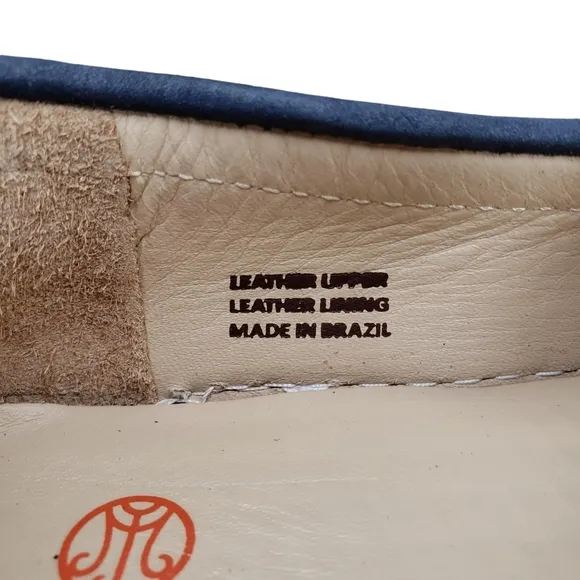 LEATHER UPPER
LEATHER LINING
MADE IN BRAZIL